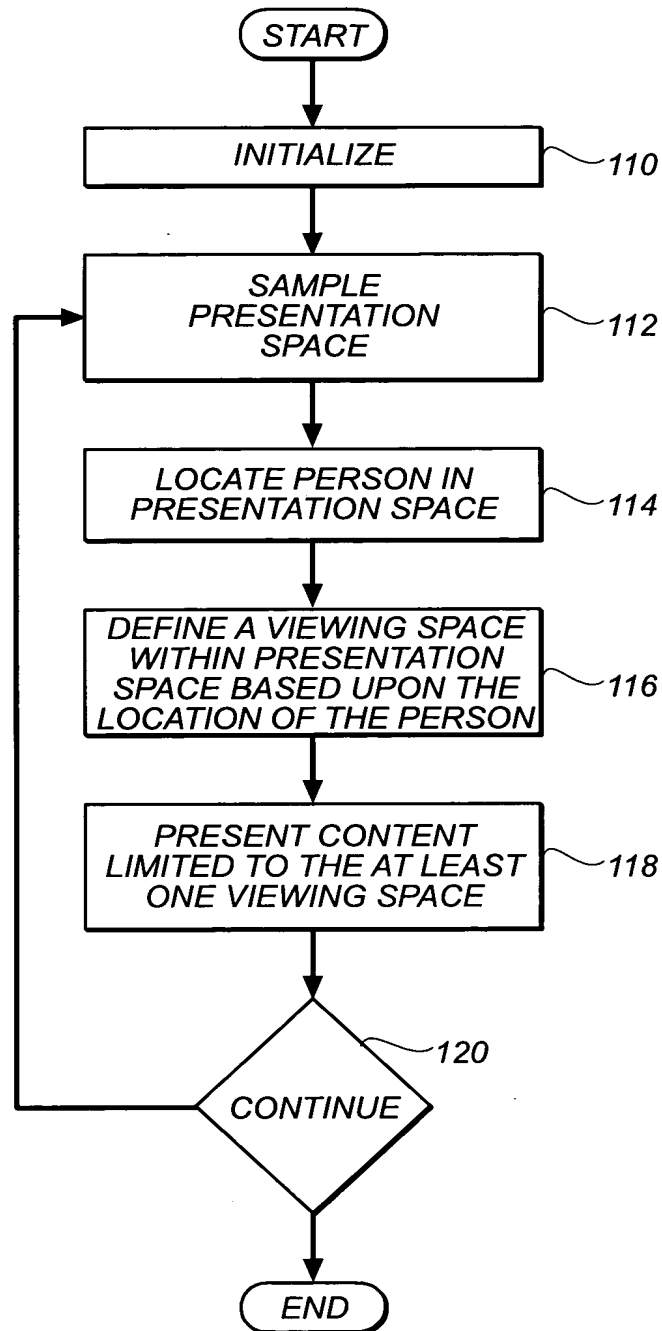 START
INITIALIZE
110
SAMPLE
PRESENTATION
SPACE
112
LOCATE PERSON IN
PRESENTATION SPACE
114
DEFINE A VIEWING SPACE
WITHIN PRESENTATION
SPACE BASED UPON THE
LOCATION OF THE PERSON
116
PRESENT CONTENT
LIMITED TO THE AT LEAST
ONE VIEWING SPACE
118
120
CONTINUE
END